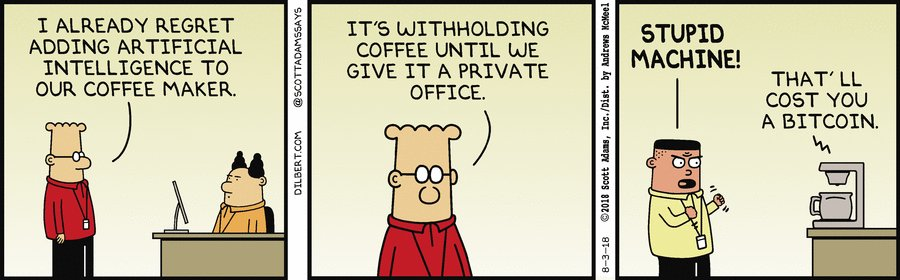 I ALREADY REGRET
ADDING ARTIFICIAL
INTELLIGENCE TO
OUR COFFEE MAKER.
DILBERT.COM @SCOTTADAMSSAYS
IT'S WITHHOLDING
COFFEE UNTIL WE
GIVE IT A PRIVATE
OFFICE.
8-3-18 ©2018 Scott Adams, Inc./Dist. by Andrews McMeel
STUPID
MACHINE!
THAT'LL
COST YOU
A BITCOIN.